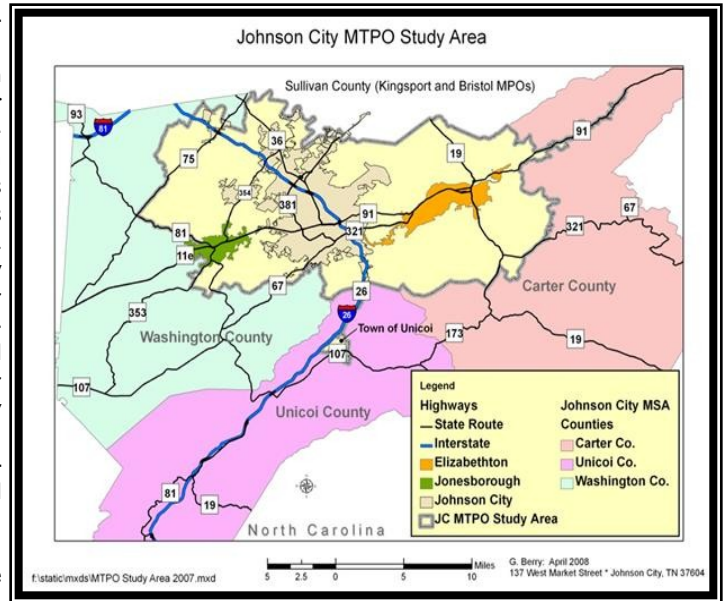 Johnson City MTPO Study Area
Sullivan County (Kingsport and Bristol MPOs)
93
81
75
36
19
91
354
381
91
67
321
321
81
11e
67
26
Carter County
353
Washington County
26
Town of Unicoi
173
19
107
107
Unicoi County
81
19
North Carolina
Legend
Highways
State Route
Interstate
Elizabethton
Jonesborough
Johnson City
JC MTPO Study Area
Johnson City MSA
Counties
Carter Co.
Unicoi Co.
Washington Co.
5 2.5 0 5 10
Miles
f:\static\mxds\MTPO Study Area 2007.mxd
G. Berry: April 2008
137 West Market Street * Johnson City, TN 37604